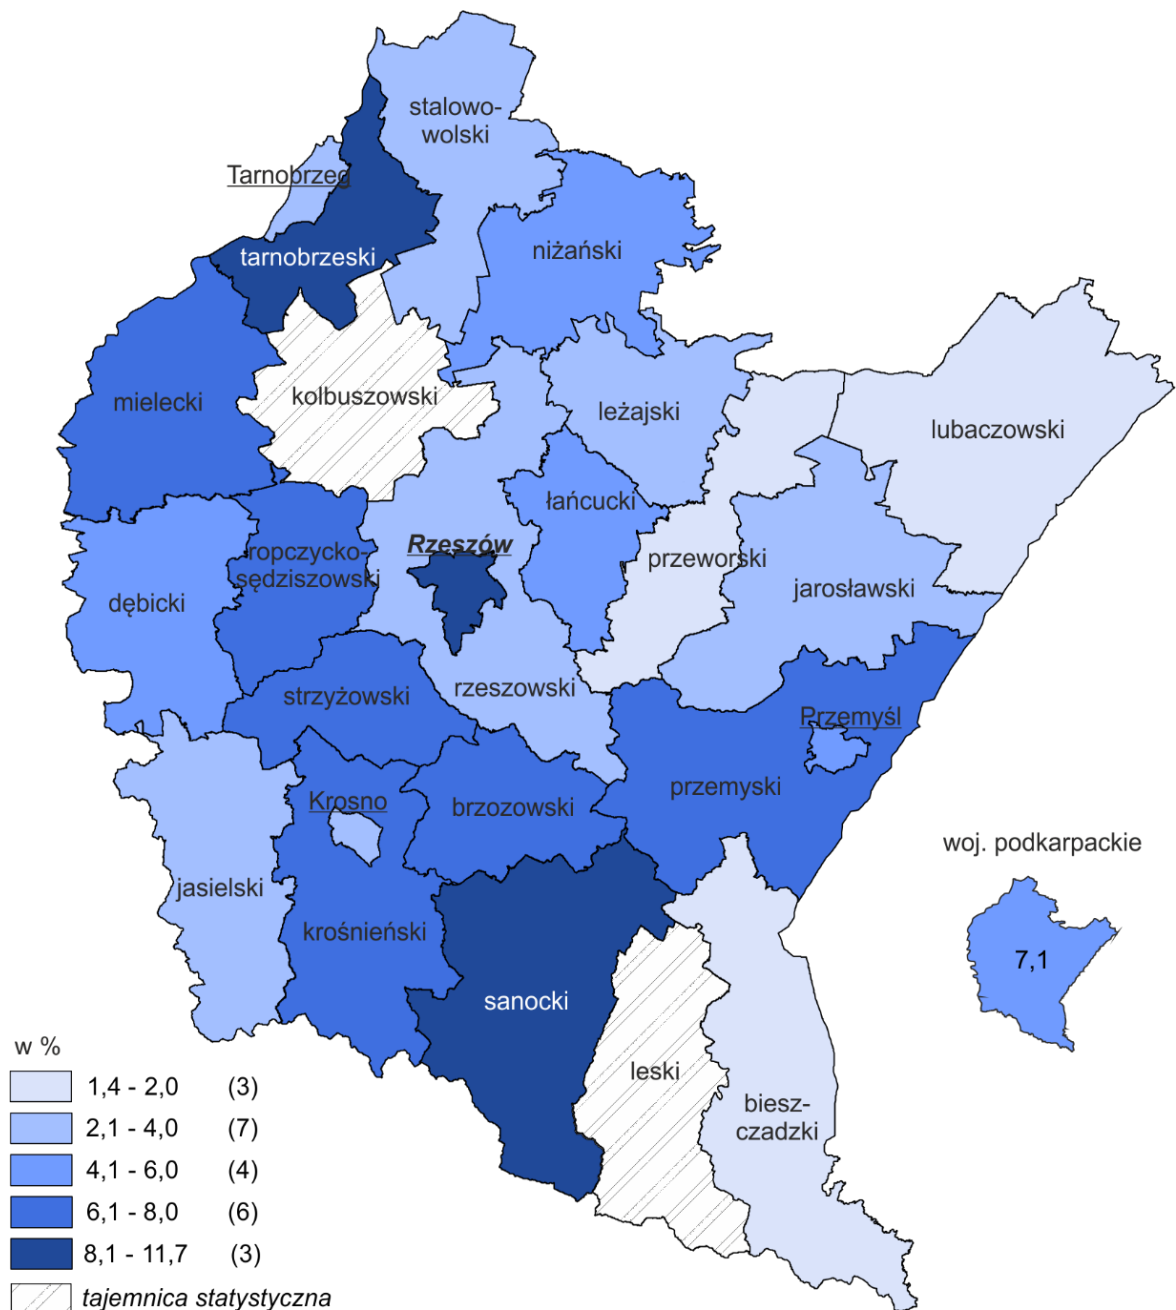 stalowo-
wolski
Tarnobrzeg
tarnobrzeski
niżański
mielecki
kolbuszowski
leżajski
lubaczowski
łańcucki
Rzeszów
ropczycko-
sędziszowski
przeworski
jarosławski
dębicki
strzyżowski
rzeszowski
Przemyśl
przemyski
Krosno
brzozowski
jasielski
krośnieński
sanocki
leski
biesz-
czadzki
woj. podkarpackie
7,1
w %
1,4 - 2,0 (3)
2,1 - 4,0 (7)
4,1 - 6,0 (4)
6,1 - 8,0 (6)
8,1 - 11,7 (3)
tajemnica statystyczna